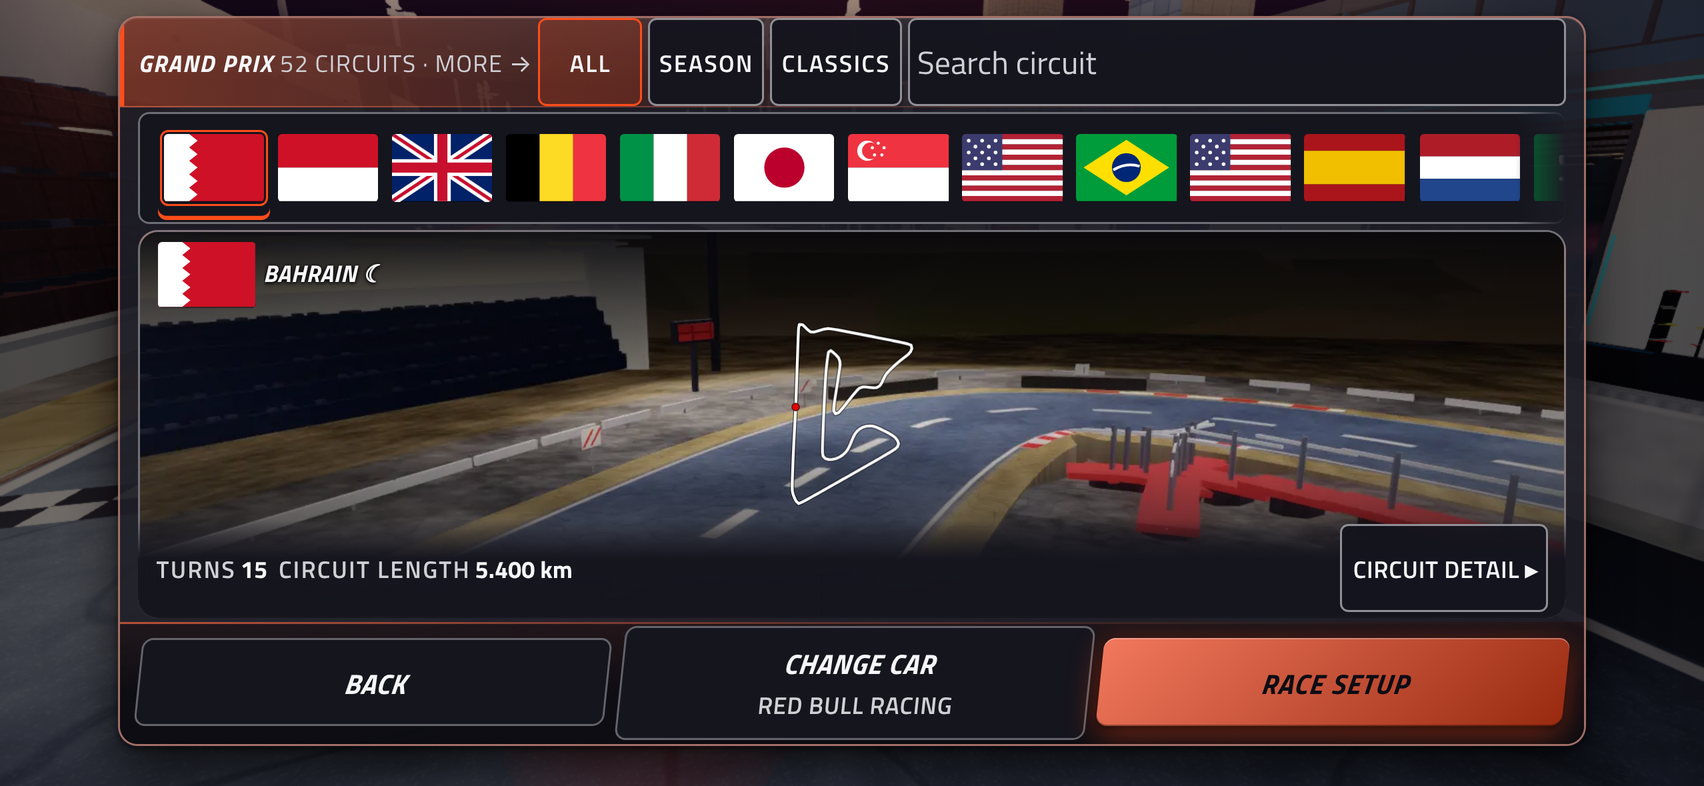 GRAND PRIX 52 CIRCUITS · MORE →
ALL
SEASON
CLASSICS
Search circuit
BAHRAIN ☾
TURNS 15 CIRCUIT LENGTH 5.400 km
CIRCUIT DETAIL ▶
BACK
CHANGE CAR
RED BULL RACING
RACE SETUP